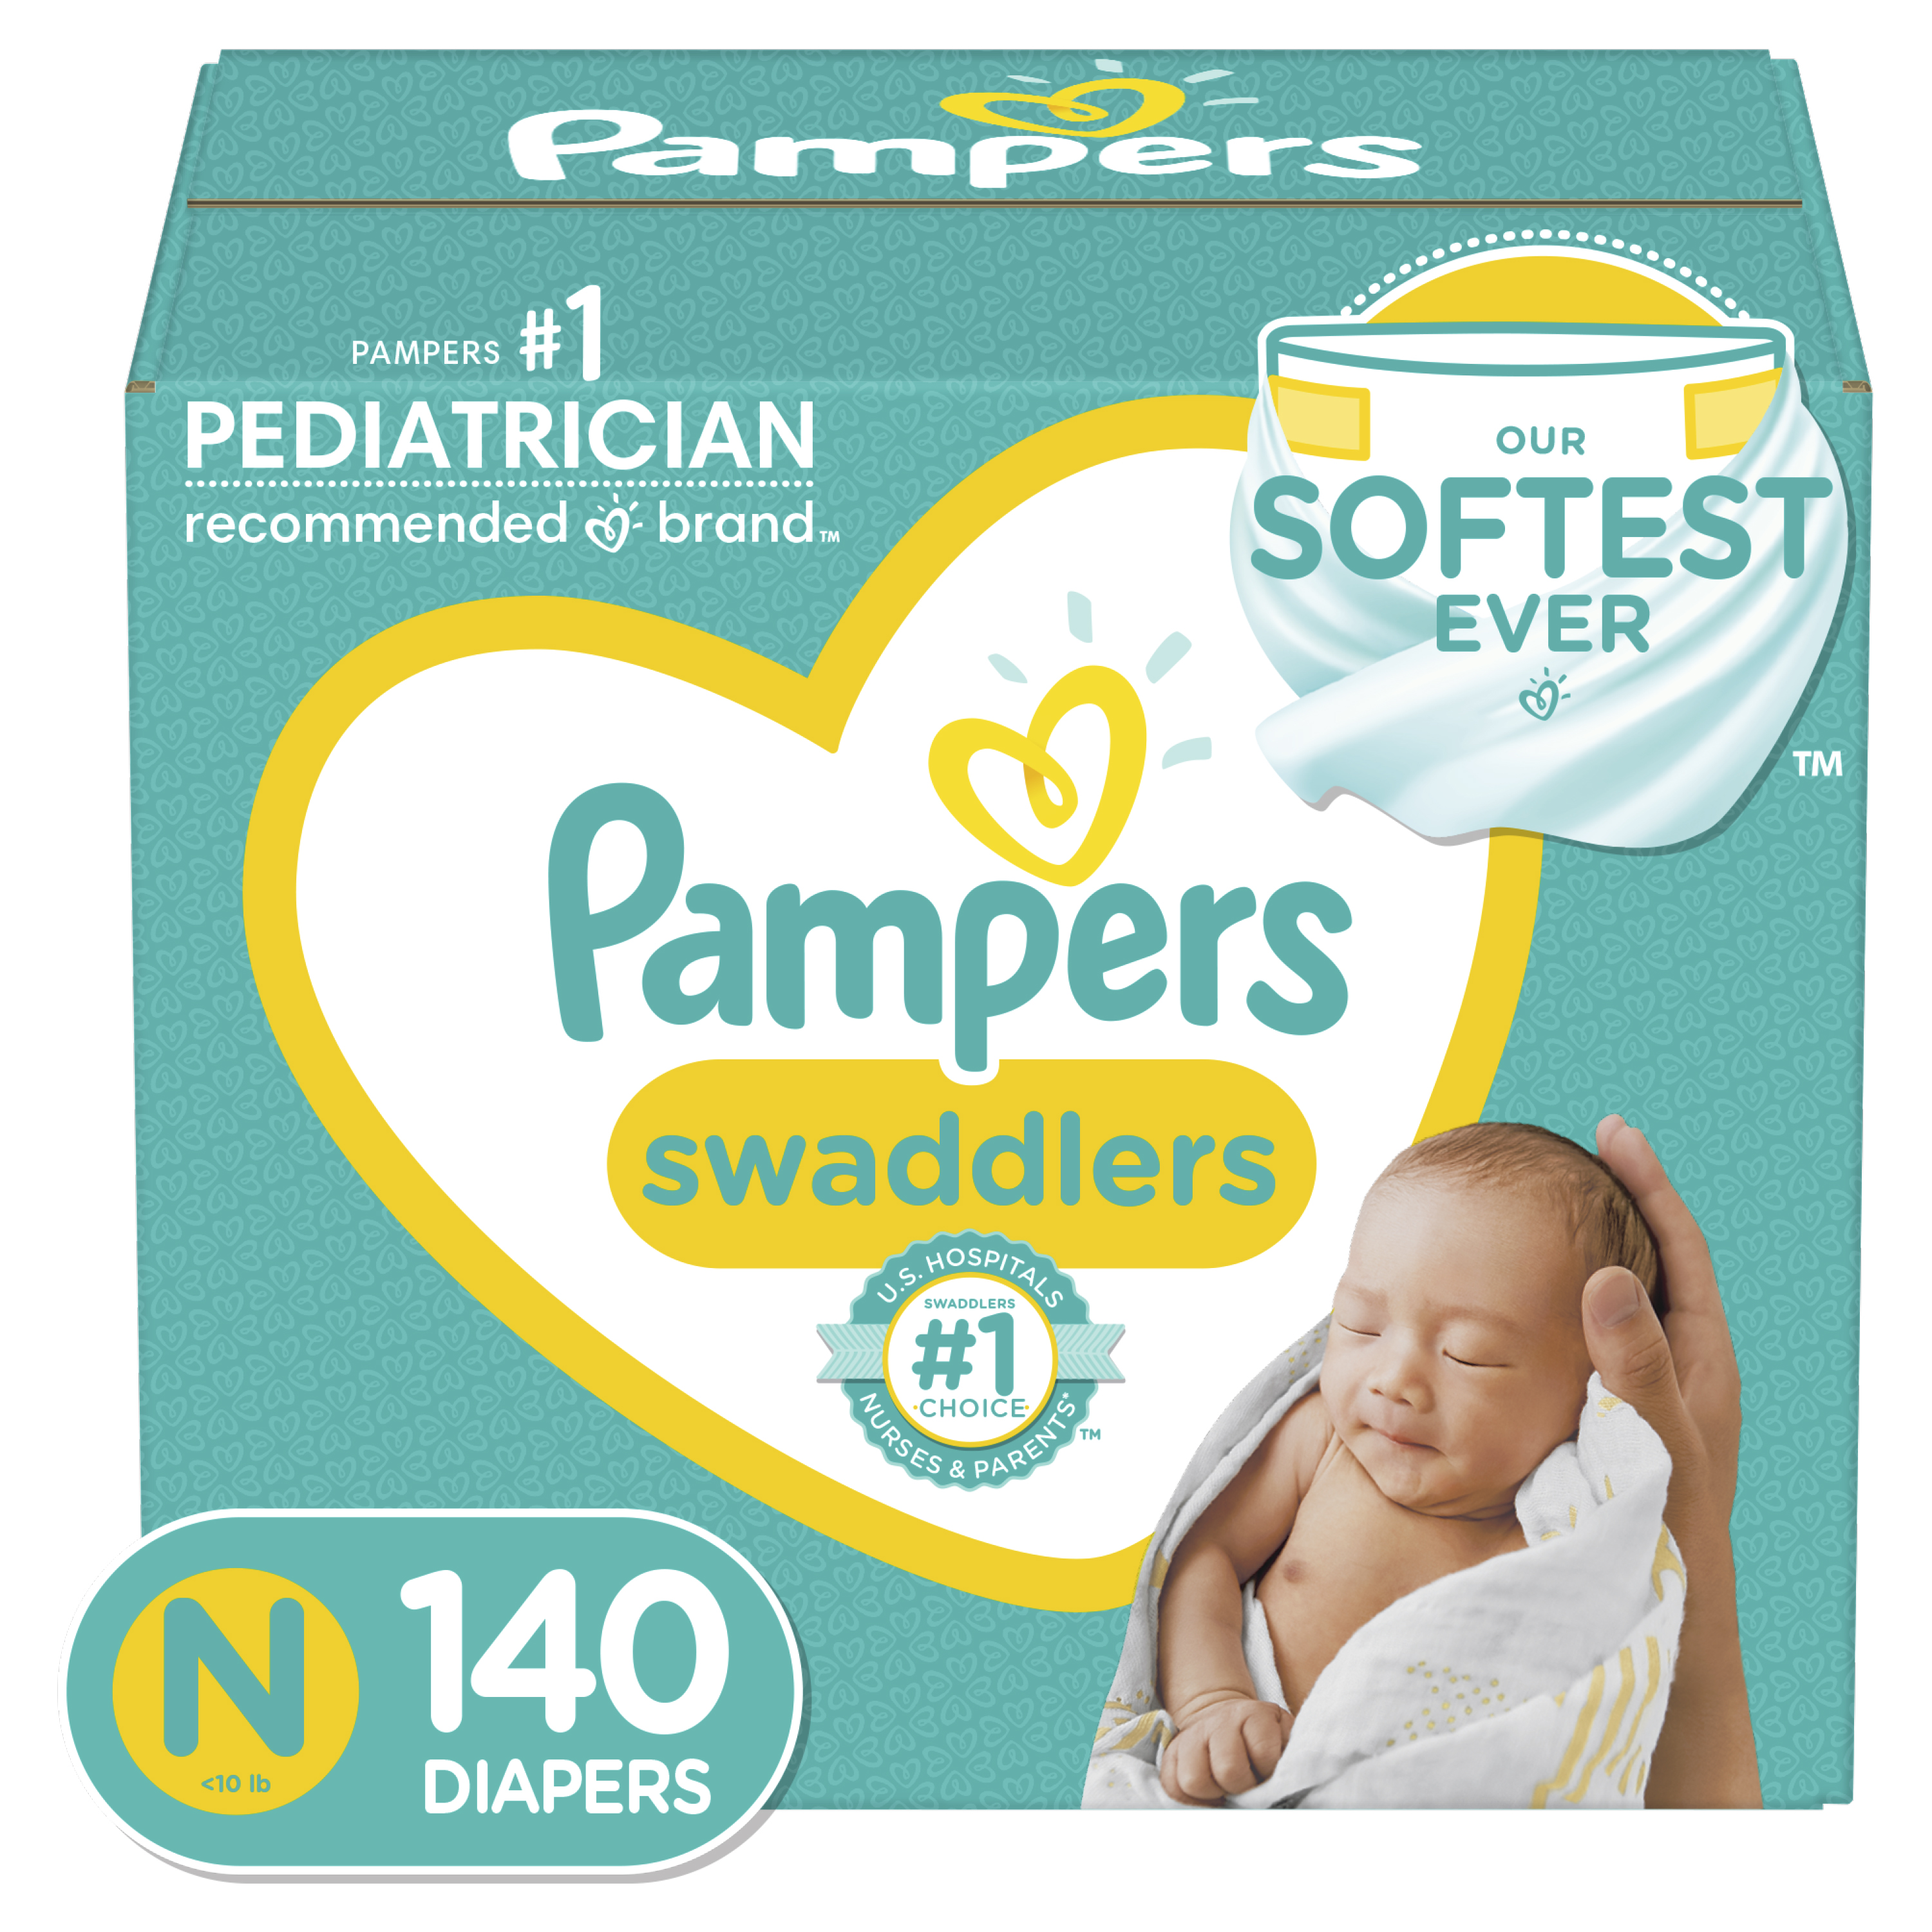 Pampers
PAMPERS #1
PEDIATRICIAN
recommended brand™
OUR
SOFTEST
EVER
TM
Pampers
swaddlers
U.S. HOSPITALS
SWADDLERS
#1
CHOICE
NURSES & PARENTS*
TM
N
<10 lb
140
DIAPERS